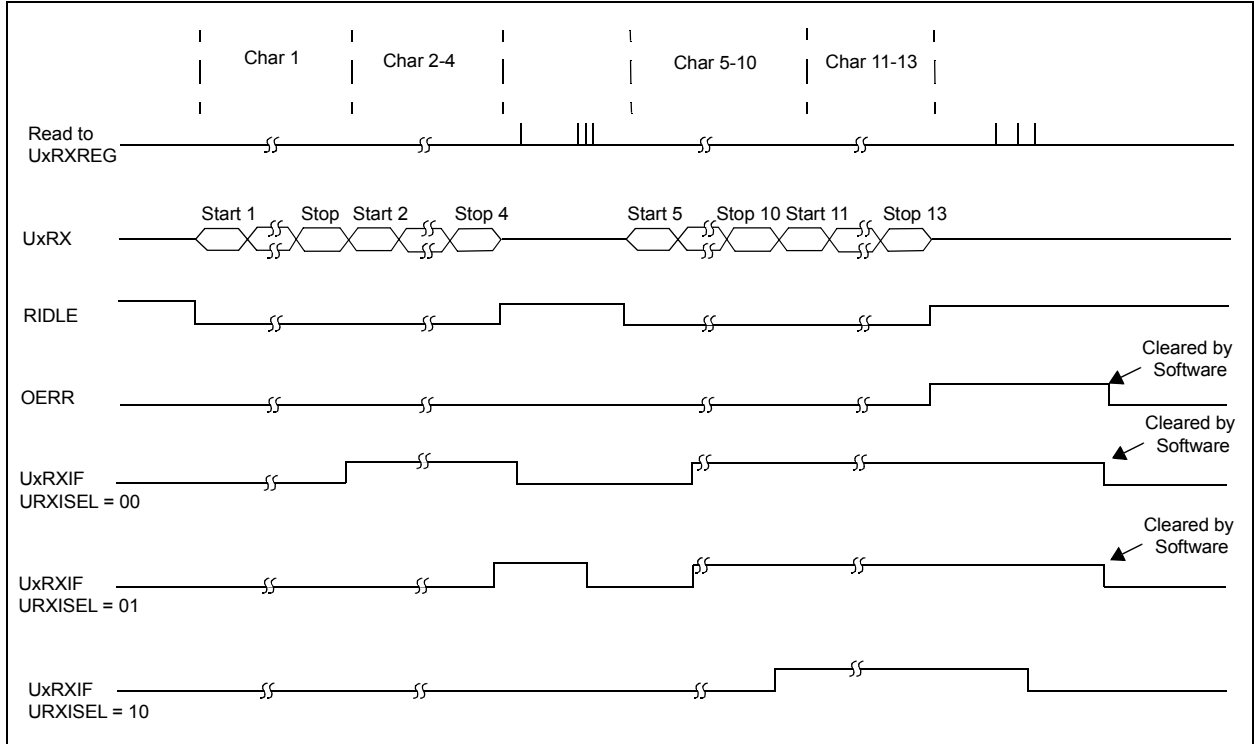 Char 1
Char 2-4
Char 5-10
Char 11-13
Read to
UxRXREG
Start 1
Stop
Start 2
Stop 4
Start 5
Stop 10
Start 11
Stop 13
UxRX
RIDLE
Cleared by
Software
OERR
Cleared by
Software
UxRXIF
URXISEL = 00
Cleared by
Software
UxRXIF
URXISEL = 01
UxRXIF
URXISEL = 10